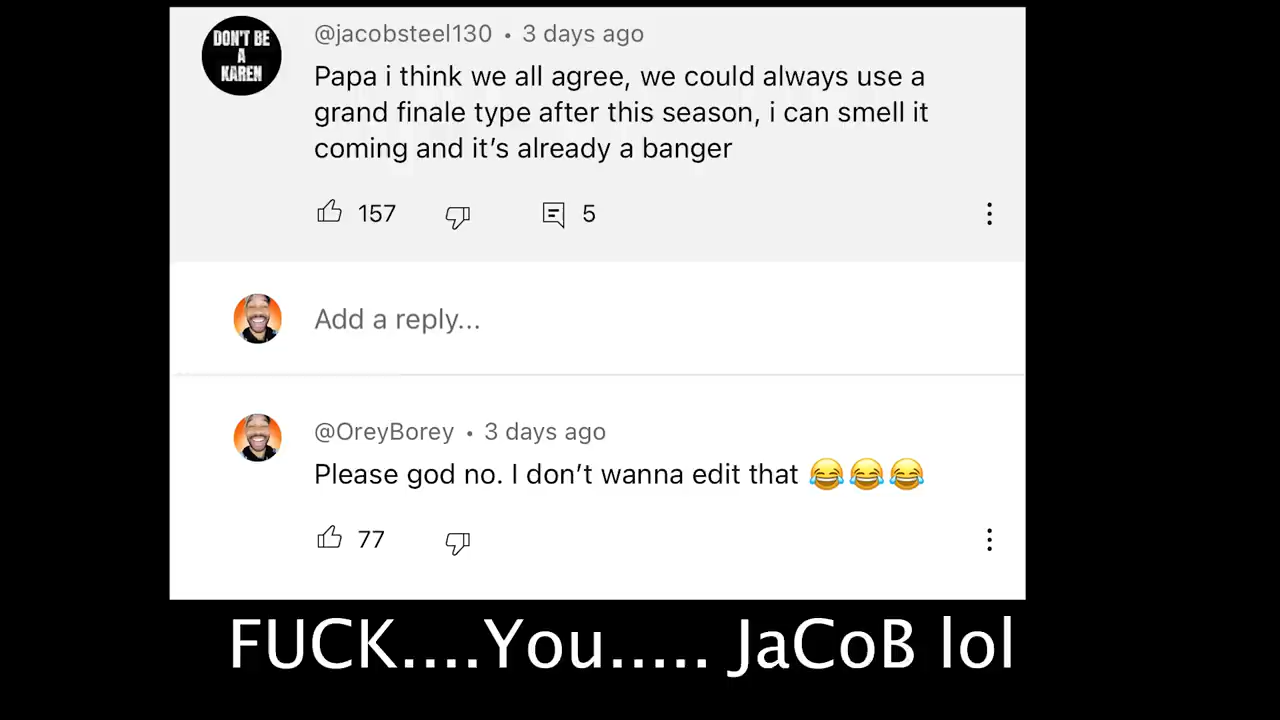 DON'T BE
A
KAREN
@jacobsteel130 • 3 days ago
Papa i think we all agree, we could always use a
grand finale type after this season, i can smell it
coming and it’s already a banger
157
5
Add a reply...
@OreyBorey • 3 days ago
Please god no. I don’t wanna edit that 😂😂😂
77
FUCK....You..... JaCoB lol